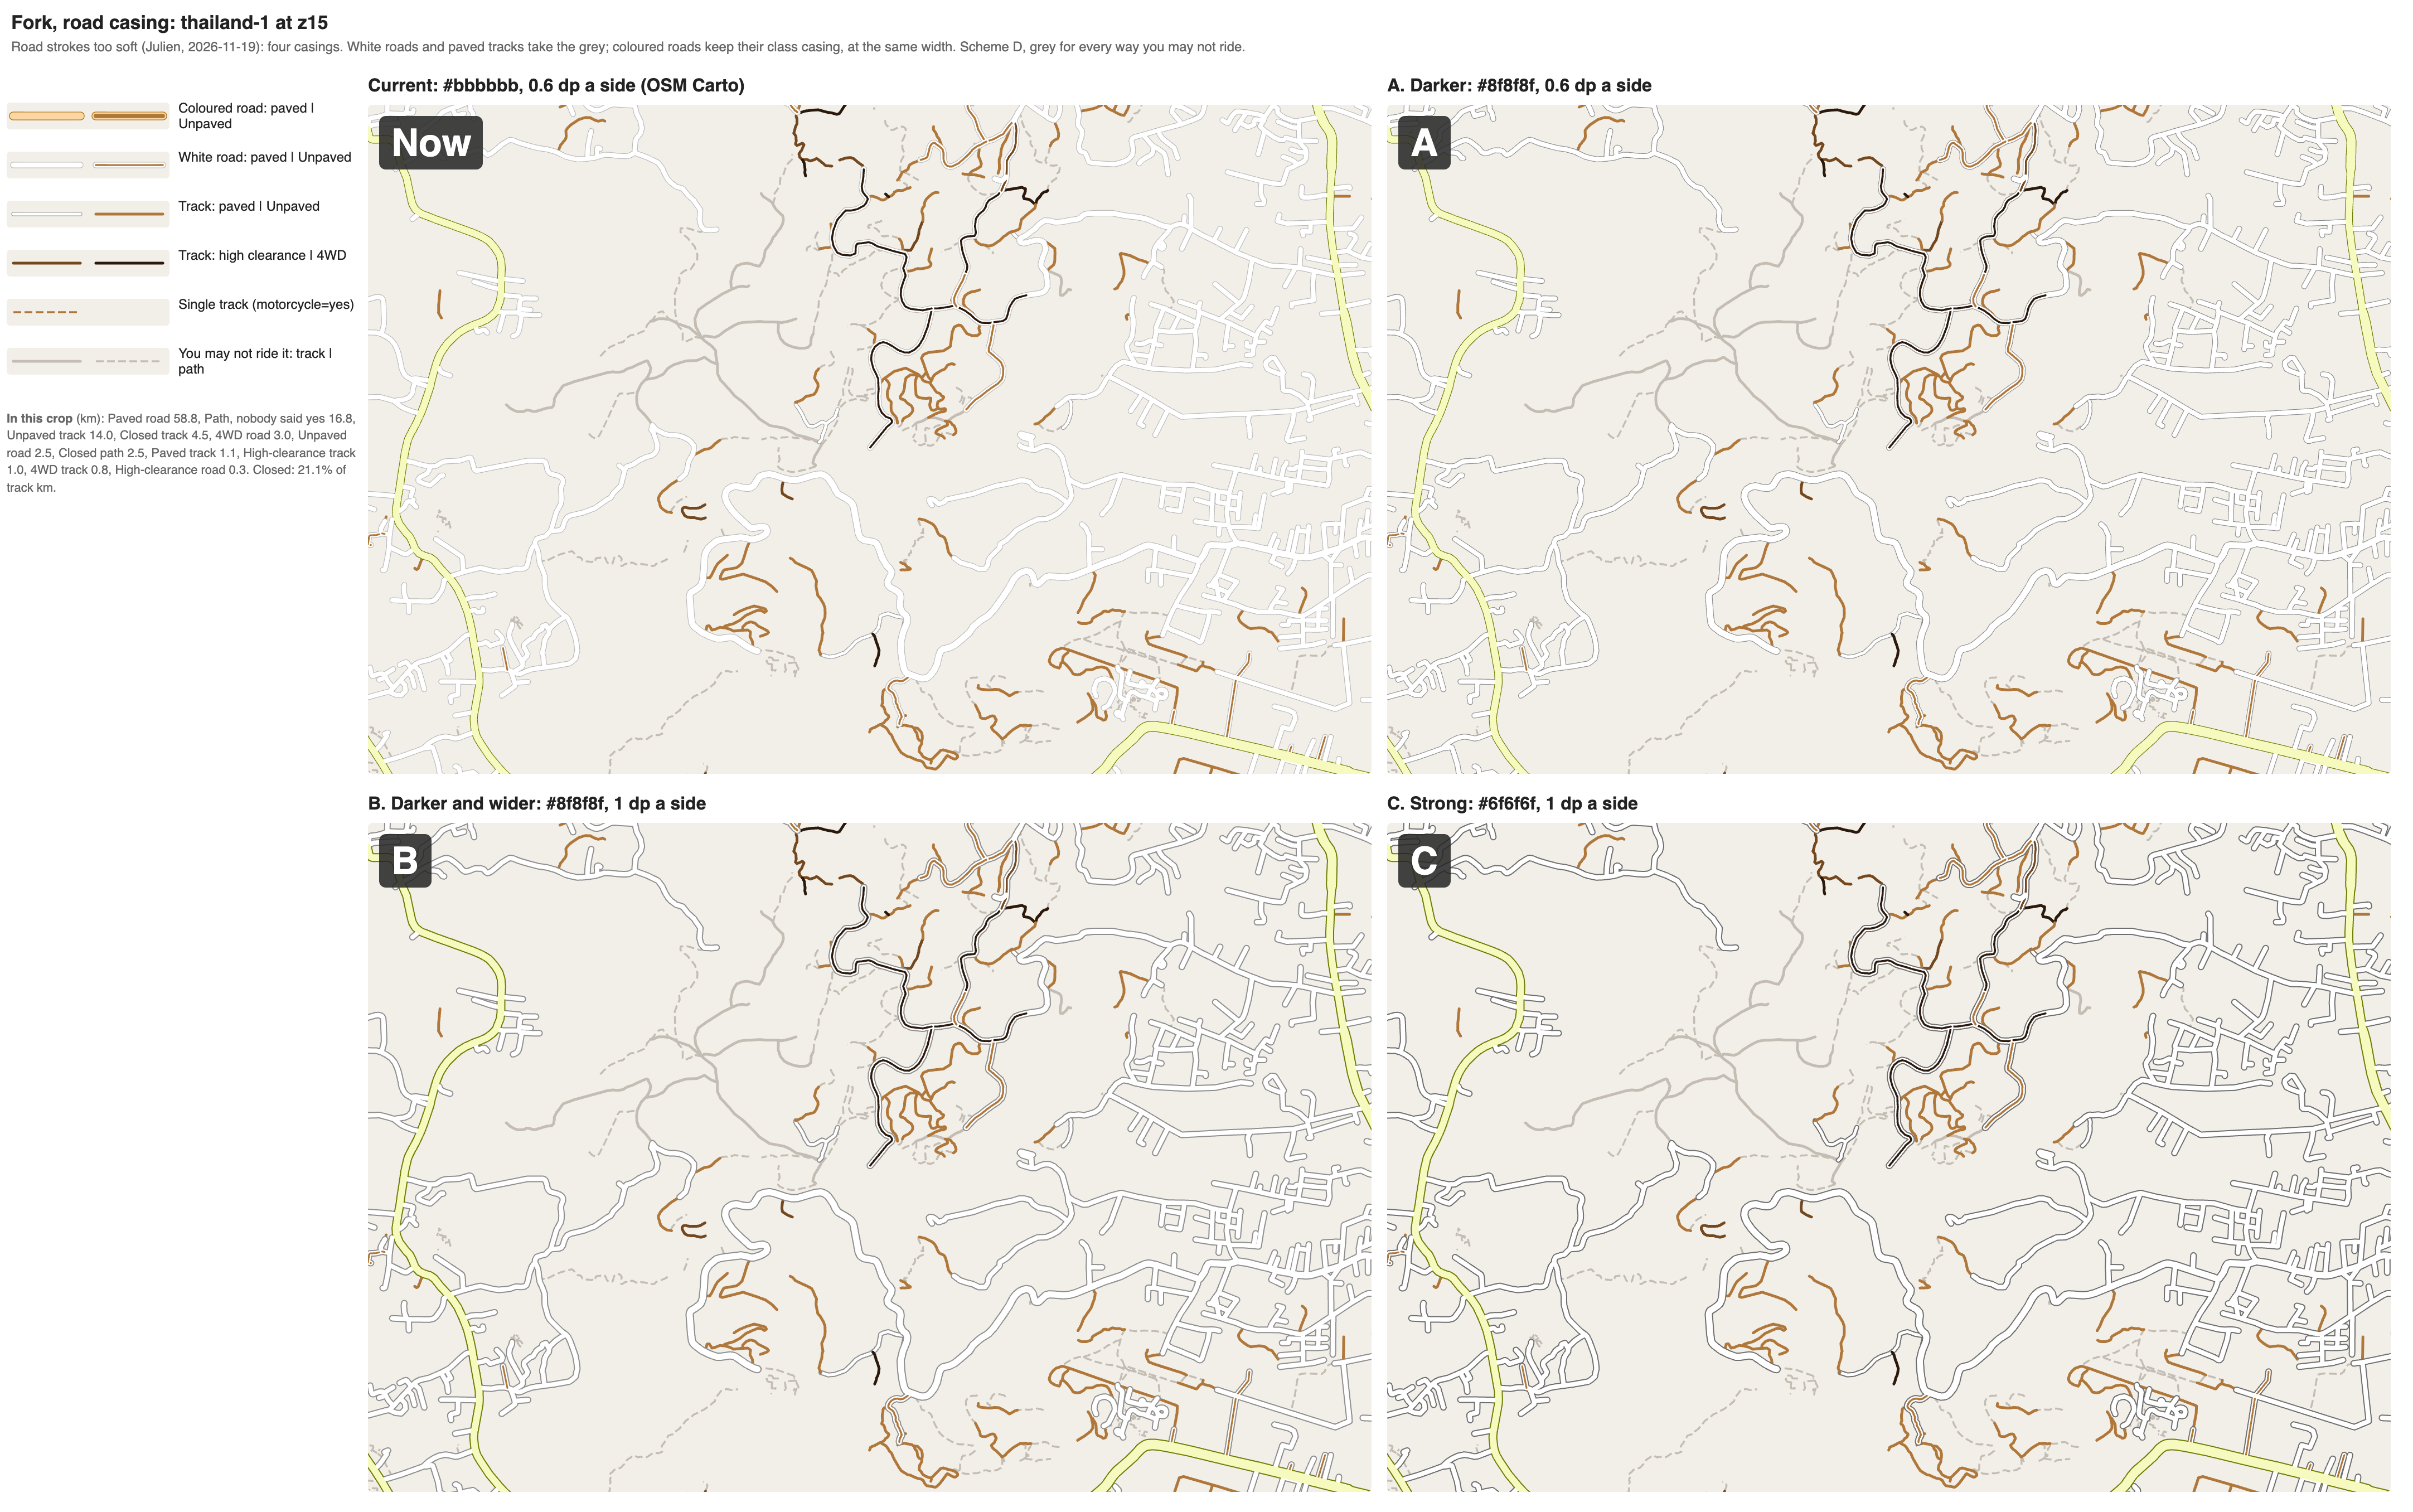 Fork, road casing: thailand-1 at z15
Road strokes too soft (Julien, 2026-11-19): four casings. White roads and paved tracks take the grey; coloured roads keep their class casing, at the same width. Scheme D, grey for every way you may not ride.
Coloured road: paved |
Unpaved
White road: paved | Unpaved
Track: paved | Unpaved
Track: high clearance | 4WD
Single track (motorcycle=yes)
You may not ride it: track |
path
In this crop (km): Paved road 58.8, Path, nobody said yes 16.8,
Unpaved track 14.0, Closed track 4.5, 4WD road 3.0, Unpaved
road 2.5, Closed path 2.5, Paved track 1.1, High-clearance track
1.0, 4WD track 0.8, High-clearance road 0.3. Closed: 21.1% of
track km.
Current: #bbbbbb, 0.6 dp a side (OSM Carto)
Now
A. Darker: #8f8f8f, 0.6 dp a side
A
B. Darker and wider: #8f8f8f, 1 dp a side
B
C. Strong: #6f6f6f, 1 dp a side
C